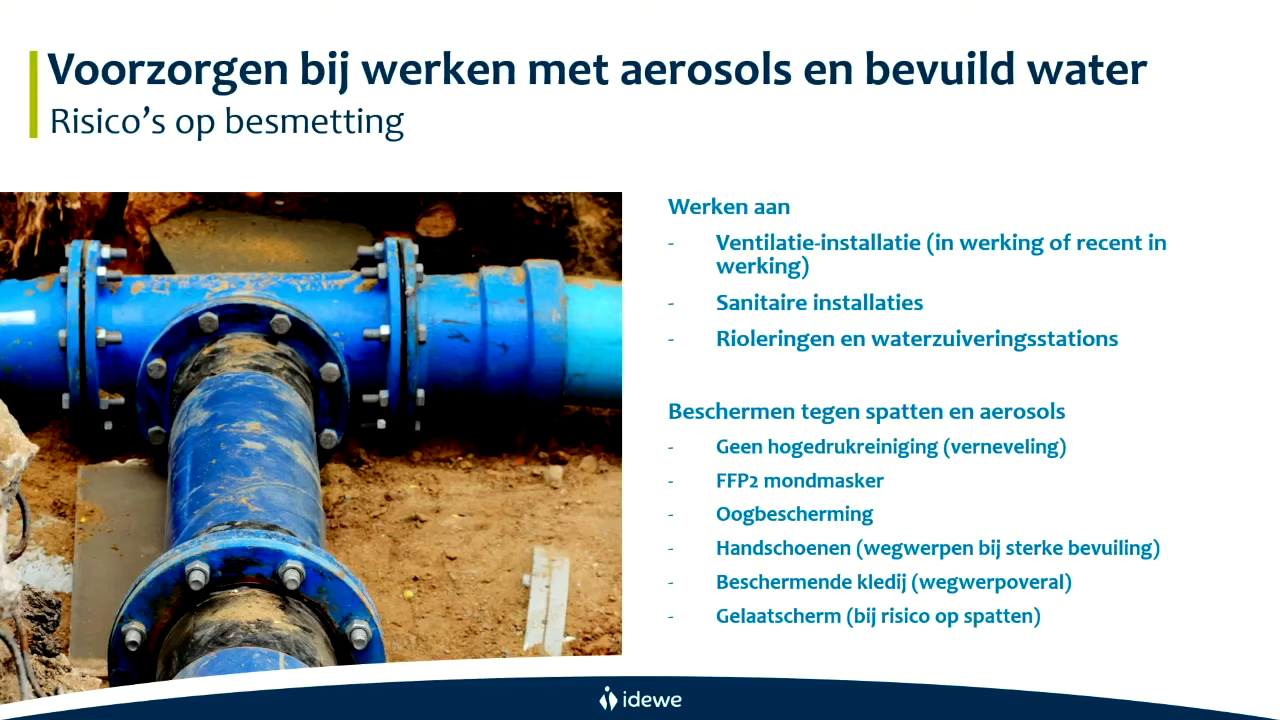 Voorzorgen bij werken met aerosols en bevuild water
Risico's op besmetting
Werken aan
- Ventilatie-installatie (in werking of recent in
werking)
- Sanitaire installaties
- Rioleringen en waterzuiveringsstations
Beschermen tegen spatten en aerosols
- Geen hogedrukreiniging (verneveling)
- FFP2 mondmasker
- Oogbescherming
- Handschoenen (wegwerpen bij sterke bevuiling)
- Beschermende kledij (wegwerpoveral)
- Gelaatscherm (bij risico op spatten)
idewe